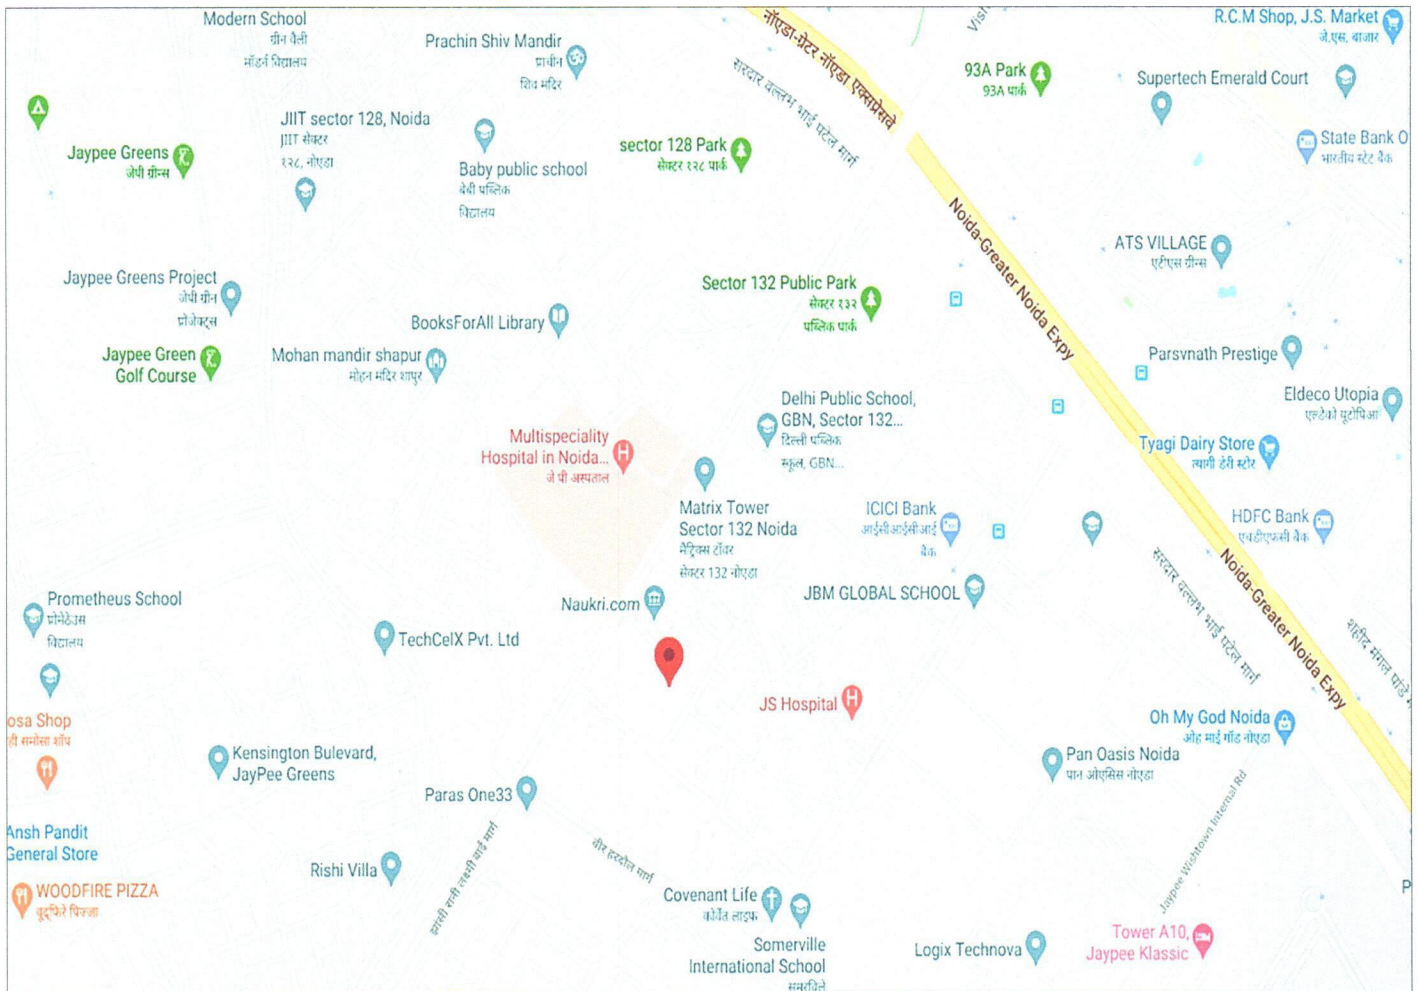 Modern School
ग्रीन वैली
मॉडर्न विद्यालय
Prachin Shiv Mandir
प्राचीन
शिव मंदिर
नॉएडा-ग्रेटर नॉएडा एक्सप्रेसवे
सरदार वल्लभ भाई पटेल मार्ग
93A Park
93A पार्क
R.C.M Shop, J.S. Market
जे.एस. बाजार
Supertech Emerald Court
State Bank O
भारतीय स्टेट बैंक
JIIT sector 128, Noida
JIIT सेक्टर
१२८, नोएडा
Jaypee Greens
जेपी ग्रीन्स
Baby public school
बेबी पब्लिक
विद्यालय
sector 128 Park
सेक्टर १२८ पार्क
Noida-Greater Noida Expy
ATS VILLAGE
एटीएस ग्रीन्स
Jaypee Greens Project
जेपी ग्रीन
प्रोजेक्ट्स
Sector 132 Public Park
सेक्टर १३२
पब्लिक पार्क
BooksForAll Library
Jaypee Green
Golf Course
Mohan mandir shapur
मोहन मंदिर शापुर
Parsvnath Prestige
Eldeco Utopia
एल्डेको यूटोपिआ
Delhi Public School,
GBN, Sector 132...
दिल्ली पब्लिक
स्कूल, GBN...
Multispeciality
Hospital in Noida...
जे पी अस्पताल
Tyagi Dairy Store
त्यागी डेरी स्टोर
Matrix Tower
Sector 132 Noida
मैट्रिक्स टॉवर
सेक्टर 132 नोएडा
ICICI Bank
आईसीआईसीआई
बैंक
HDFC Bank
एचडीएफसी बैंक
सरदार वल्लभ भाई पटेल मार्ग
Noida-Greater Noida Expy
शहीद मंगल पांडे
Prometheus School
प्रोमेठेउस
विद्यालय
Naukri.com
JBM GLOBAL SCHOOL
TechCelX Pvt. Ltd
JS Hospital
osa Shop
ही समोसा शॉप
Oh My God Noida
ओह माई गॉड नोएडा
Kensington Bulevard,
JayPee Greens
Pan Oasis Noida
पान ओएसिस नोएडा
Paras One33
Jaypee Wishtown Internal Rd
Ansh Pandit
General Store
झांसी रानी लक्ष्मी बाई मार्ग
वीर हरदौल मार्ग
Rishi Villa
WOODFIRE PIZZA
वूद्फिरे पिज्जा
Covenant Life
कोवेंत लाइफ
P
Somerville
International School
समरविले
Logix Technova
Tower A10,
Jaypee Klassic